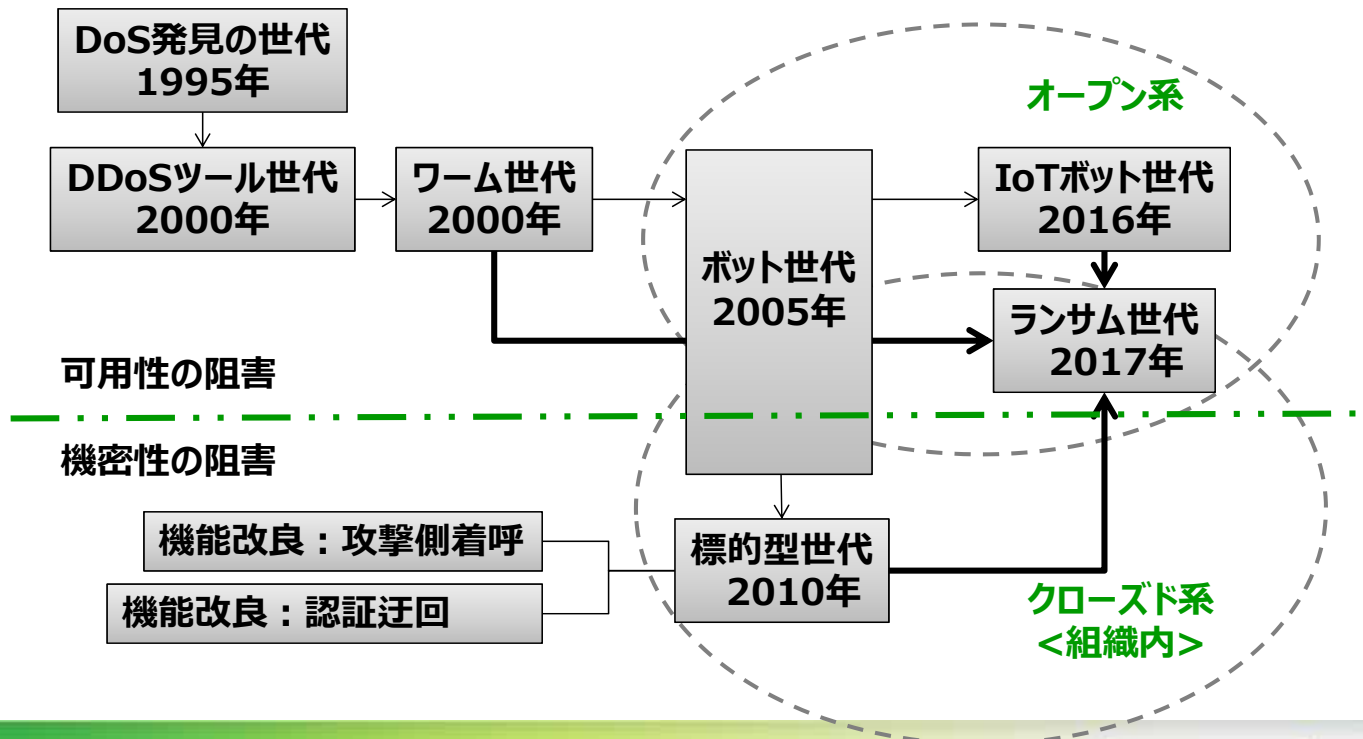 DoS発見の世代
1995年
オープン系
DDoSツール世代
2000年
ワーム世代
2000年
ボット世代
2005年
IoTボット世代
2016年
ランサム世代
2017年
可用性の阻害
機密性の阻害
機能改良：攻撃側着呼
機能改良：認証迂回
標的型世代
2010年
クローズド系
<組織内>